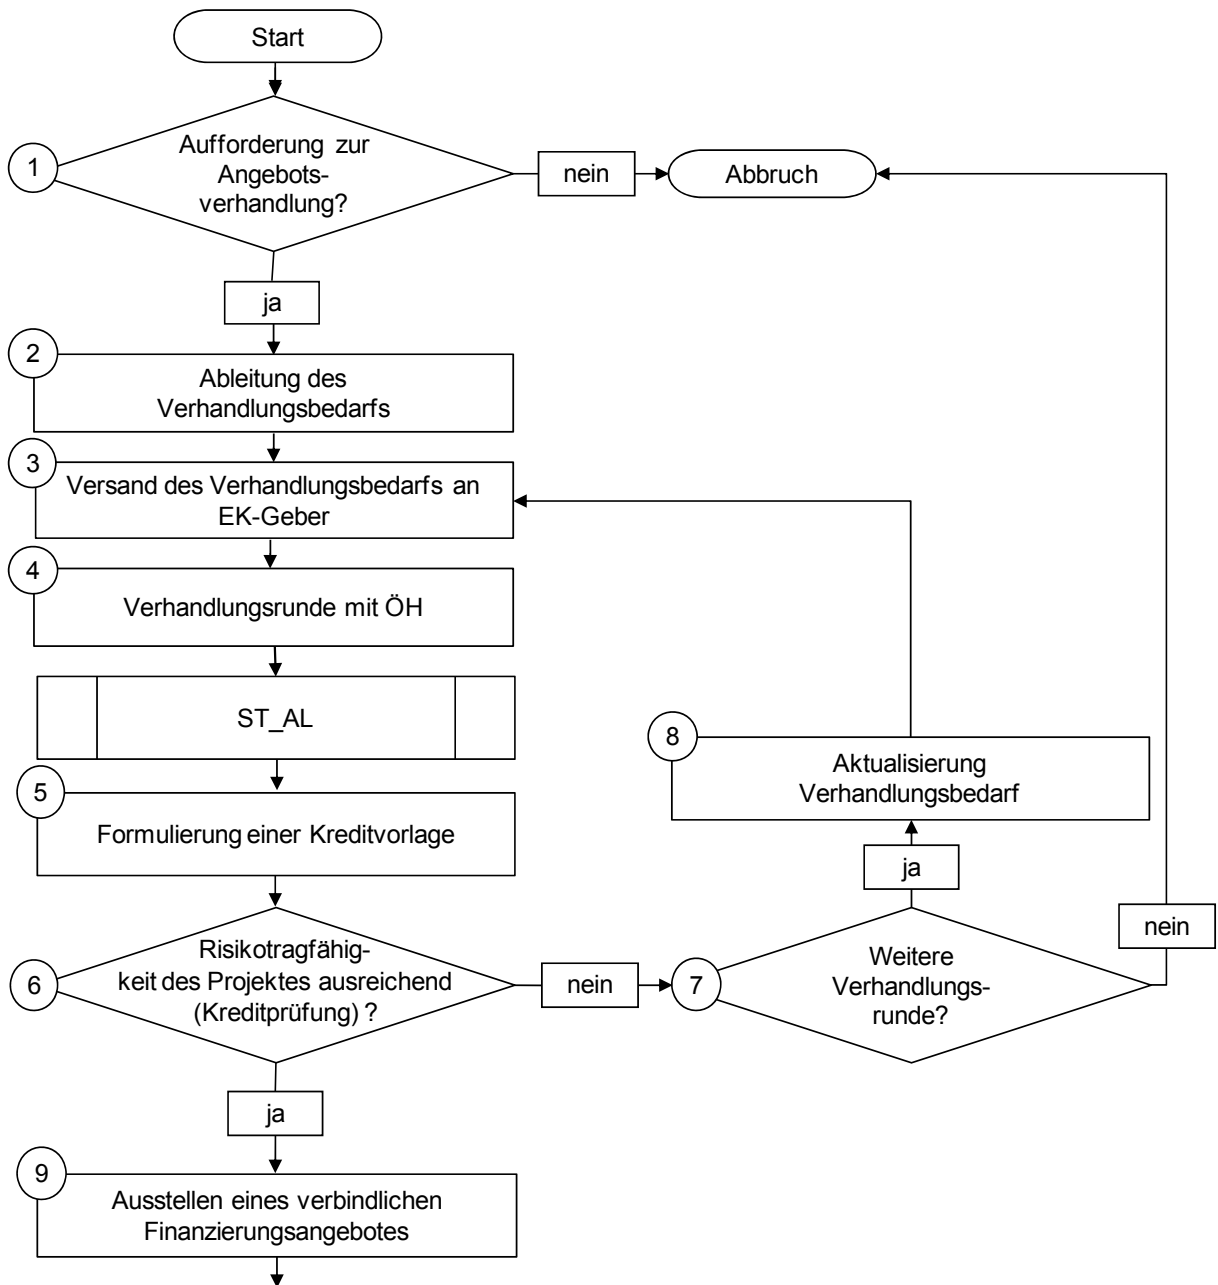 Start
1
Aufforderung zur
Angebots-
verhandlung?
nein
Abbruch
ja
2
Ableitung des
Verhandlungsbedarfs
3
Versand des Verhandlungsbedarfs an
EK-Geber
4
Verhandlungsrunde mit ÖH
ST_AL
5
Formulierung einer Kreditvorlage
6
Risikotragfähig-
keit des Projektes ausreichend
(Kreditprüfung) ?
nein
7
Weitere
Verhandlungs-
runde?
nein
ja
8
Aktualisierung
Verhandlungsbedarf
ja
9
Ausstellen eines verbindlichen
Finanzierungsangebotes